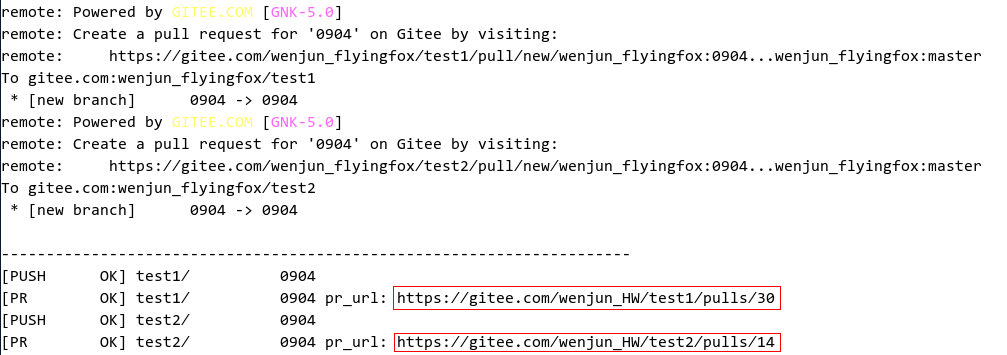 remote: Powered by GITEE.COM [GNK-5.0]
remote: Create a pull request for '0904' on Gitee by visiting:
remote:     https://gitee.com/wenjun_flyingfox/test1/pull/new/wenjun_flyingfox:0904...wenjun_flyingfox:master
To gitee.com:wenjun_flyingfox/test1
 * [new branch]      0904 -> 0904
remote: Powered by GITEE.COM [GNK-5.0]
remote: Create a pull request for '0904' on Gitee by visiting:
remote:     https://gitee.com/wenjun_flyingfox/test2/pull/new/wenjun_flyingfox:0904...wenjun_flyingfox:master
To gitee.com:wenjun_flyingfox/test2
 * [new branch]      0904 -> 0904
----------------------------------------------------------------------
[PUSH      OK] test1/          0904
[PR        OK] test1/          0904 pr_url: https://gitee.com/wenjun_HW/test1/pulls/30
[PUSH      OK] test2/          0904
[PR        OK] test2/          0904 pr_url: https://gitee.com/wenjun_HW/test2/pulls/14